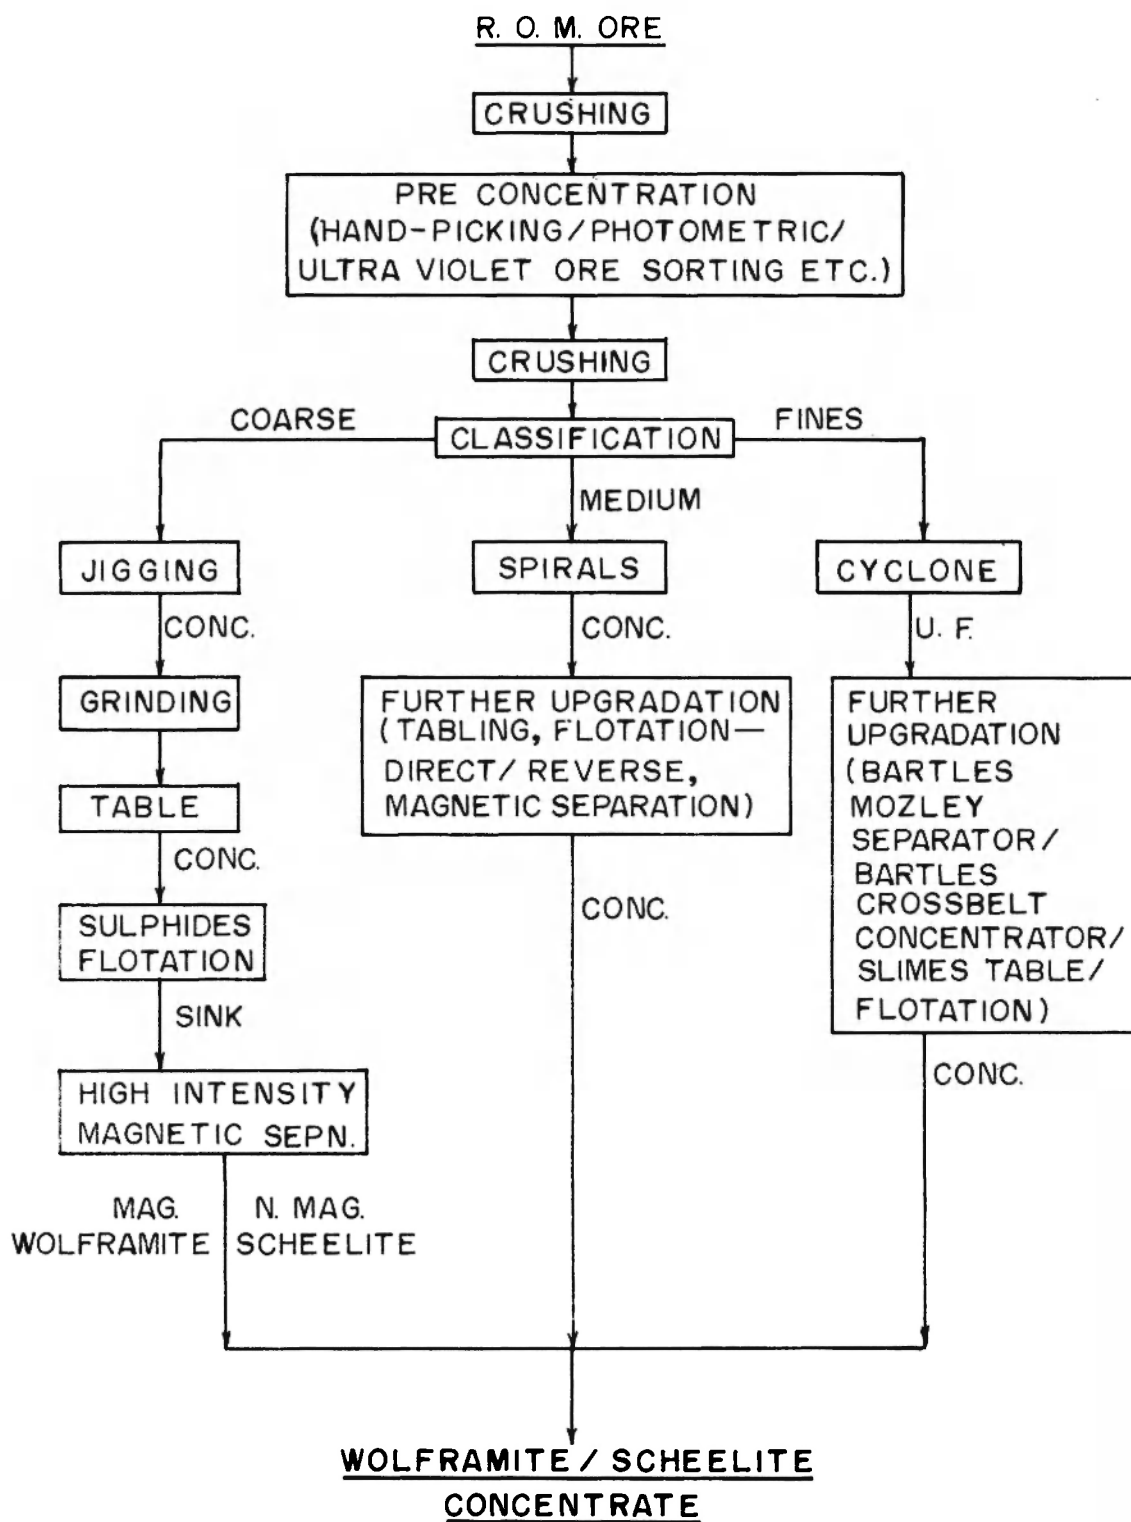 R. O. M. ORE
CRUSHING
PRE CONCENTRATION
(HAND-PICKING/PHOTOMETRIC/
ULTRA VIOLET ORE SORTING ETC.)
CRUSHING
COARSE
CLASSIFICATION
FINES
MEDIUM
JIGGING
SPIRALS
CYCLONE
CONC.
CONC.
U. F.
GRINDING
TABLE
CONC.
SULPHIDES
FLOTATION
SINK
HIGH INTENSITY
MAGNETIC SEPN.
MAG.
WOLFRAMITE
N. MAG.
SCHEELITE
FURTHER UPGRADATION
(TABLING, FLOTATION—
DIRECT/ REVERSE,
MAGNETIC SEPARATION)
CONC.
FURTHER
UPGRADATION
(BARTLES
MOZLEY
SEPARATOR/
BARTLES
CROSSBELT
CONCENTRATOR/
SLIMES TABLE/
FLOTATION)
CONC.
WOLFRAMITE / SCHEELITE
CONCENTRATE